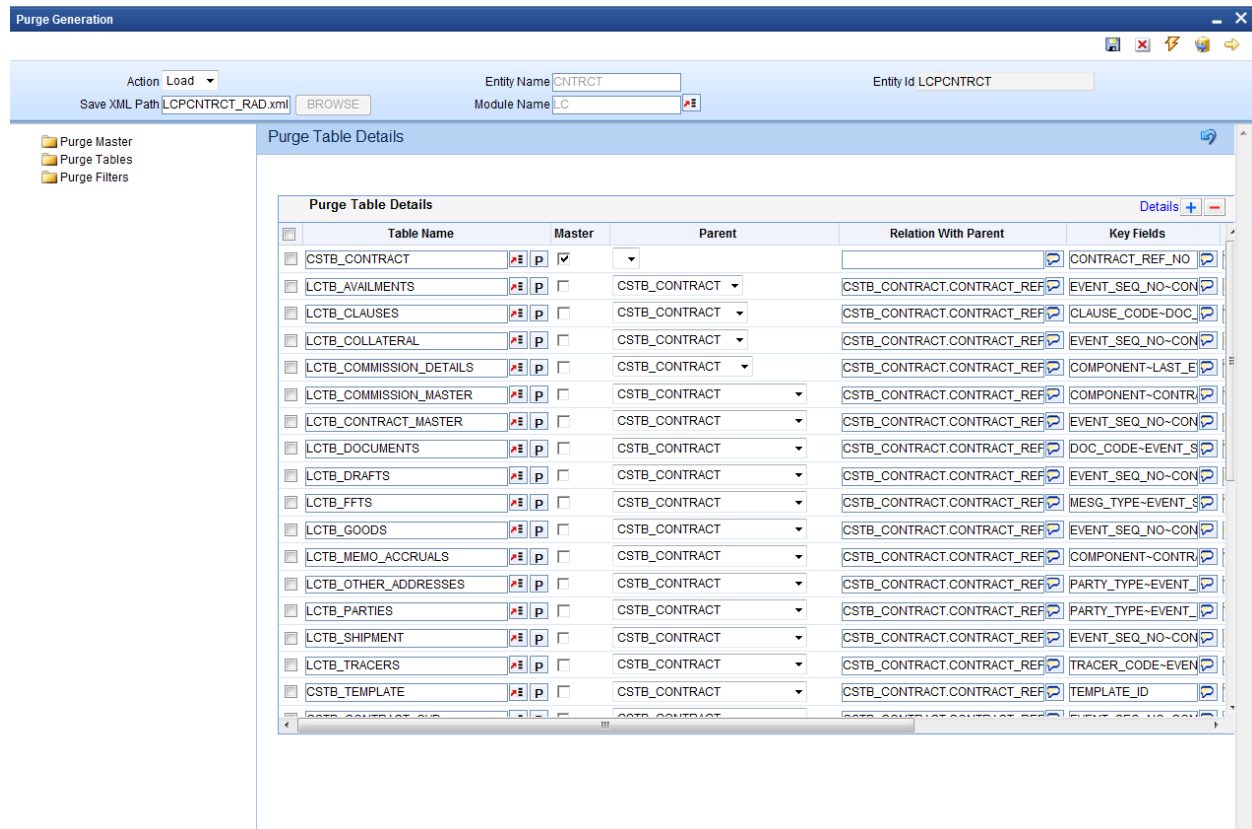 Purge Generation
Action Load Entity Name CNTRCT Entity Id LCPCNTRCT
Save XML Path LCPCNTRCT_RAD.xml BROWSE Module Name LC
Purge Master
Purge Tables
Purge Filters
Purge Table Details
Purge Table Details Details
Table Name Master Parent Relation With Parent Key Fields
CSTB_CONTRACT P CONTRACT_REF_NO
LCTB_AVAILMENTS P CSTB_CONTRACT CSTB_CONTRACT.CONTRACT_REF EVENT_SEQ_NO~CON
LCTB_CLAUSES P CSTB_CONTRACT CSTB_CONTRACT.CONTRACT_REF CLAUSE_CODE~DOC_
LCTB_COLLATERAL P CSTB_CONTRACT CSTB_CONTRACT.CONTRACT_REF EVENT_SEQ_NO~CON
LCTB_COMMISSION_DETAILS P CSTB_CONTRACT CSTB_CONTRACT.CONTRACT_REF COMPONENT~LAST_E
LCTB_COMMISSION_MASTER P CSTB_CONTRACT CSTB_CONTRACT.CONTRACT_REF COMPONENT~CONTR
LCTB_CONTRACT_MASTER P CSTB_CONTRACT CSTB_CONTRACT.CONTRACT_REF EVENT_SEQ_NO~CON
LCTB_DOCUMENTS P CSTB_CONTRACT CSTB_CONTRACT.CONTRACT_REF DOC_CODE~EVENT_S
LCTB_DRAFTS P CSTB_CONTRACT CSTB_CONTRACT.CONTRACT_REF EVENT_SEQ_NO~CON
LCTB_FFTS P CSTB_CONTRACT CSTB_CONTRACT.CONTRACT_REF MESG_TYPE~EVENT_S
LCTB_GOODS P CSTB_CONTRACT CSTB_CONTRACT.CONTRACT_REF EVENT_SEQ_NO~CON
LCTB_MEMO_ACCRUALS P CSTB_CONTRACT CSTB_CONTRACT.CONTRACT_REF COMPONENT~CONTR
LCTB_OTHER_ADDRESSES P CSTB_CONTRACT CSTB_CONTRACT.CONTRACT_REF PARTY_TYPE~EVENT_
LCTB_PARTIES P CSTB_CONTRACT CSTB_CONTRACT.CONTRACT_REF PARTY_TYPE~EVENT_
LCTB_SHIPMENT P CSTB_CONTRACT CSTB_CONTRACT.CONTRACT_REF EVENT_SEQ_NO~CON
LCTB_TRACERS P CSTB_CONTRACT CSTB_CONTRACT.CONTRACT_REF TRACER_CODE~EVEN
CSTB_TEMPLATE P CSTB_CONTRACT CSTB_CONTRACT.CONTRACT_REF TEMPLATE_ID